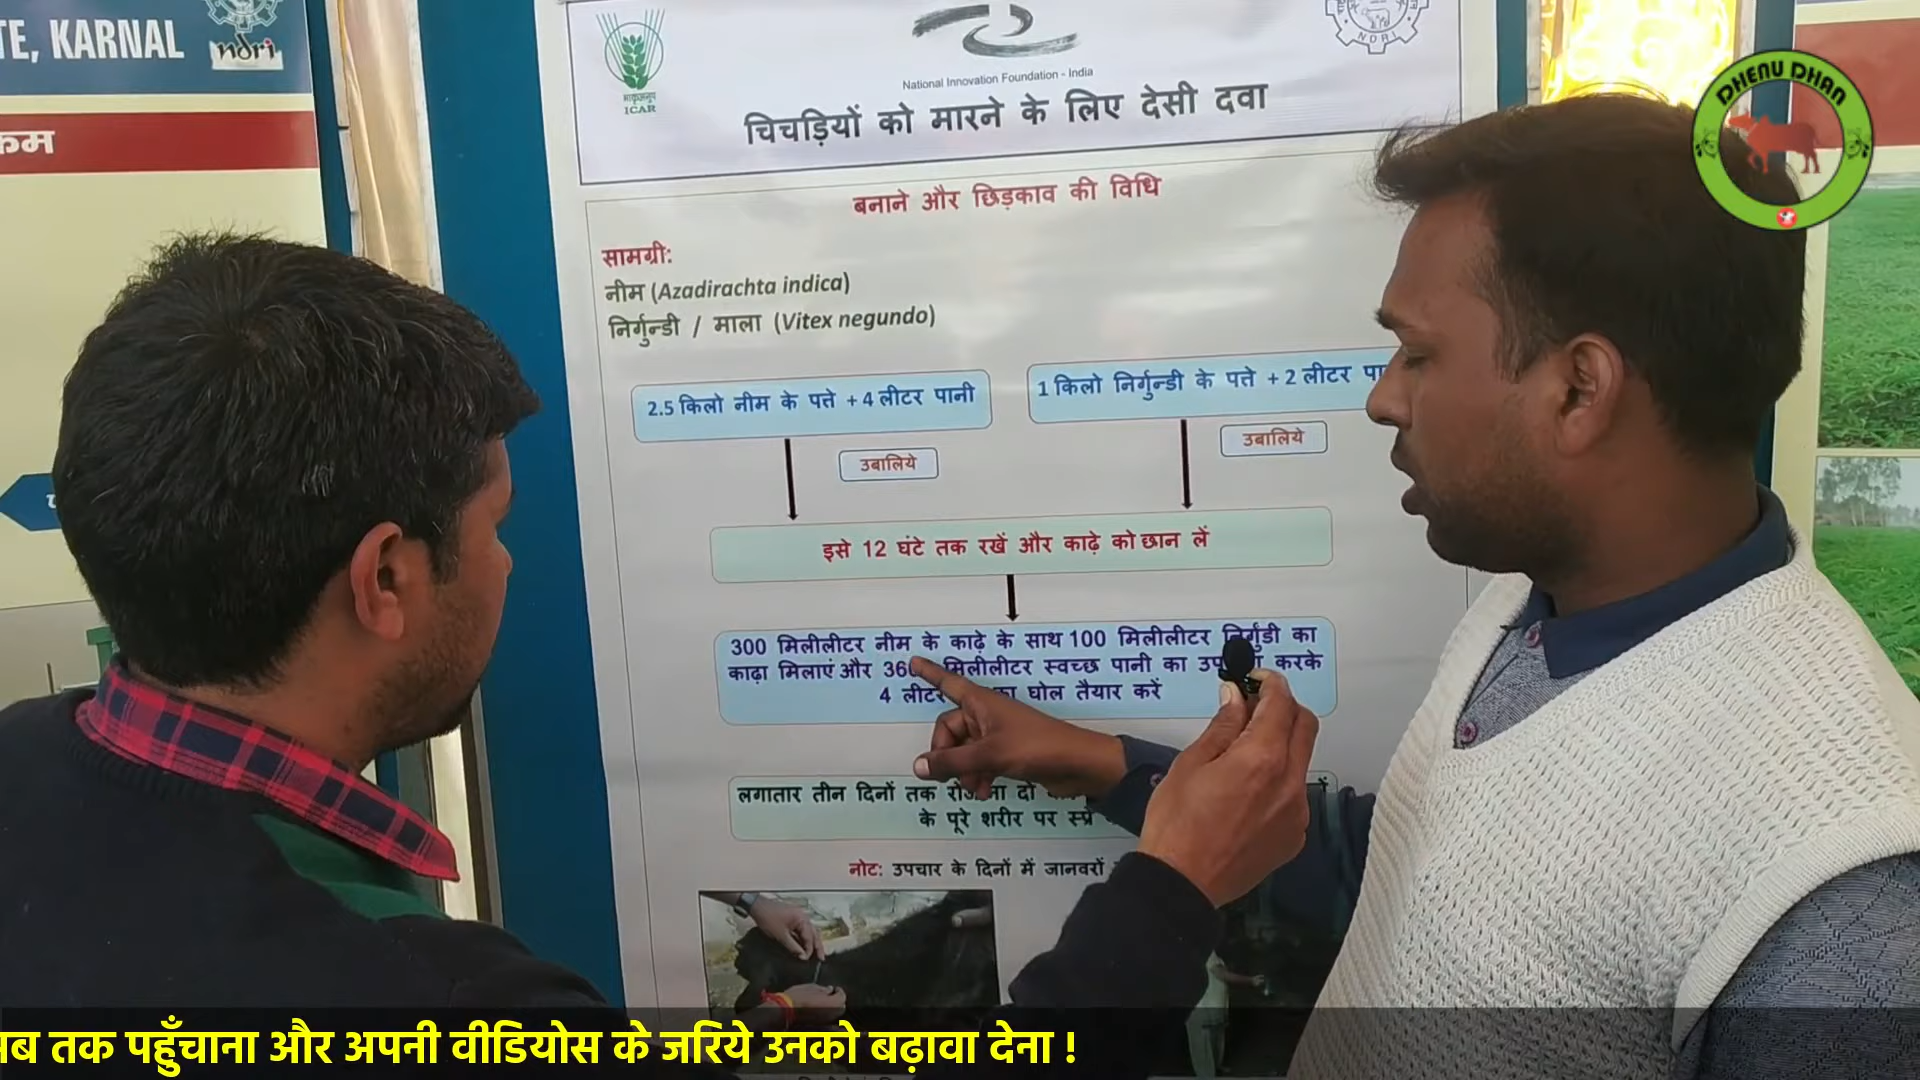 TE, KARNAL
ndri
भाकृअनुप
ICAR
National Innovation Foundation - India
NDRI
DHENU DHAN
चिचड़ियों को मारने के लिए देसी दवा
बनाने और छिड़काव की विधि
सामग्री:
नीम (Azadirachta indica)
निर्गुन्डी / माला (Vitex negundo)
2.5 किलो नीम के पत्ते + 4 लीटर पानी
1 किलो निर्गुन्डी के पत्ते + 2 लीटर
उबालिये
उबालिये
इसे 12 घंटे तक रखें और काढ़े को छान लें
300 मिलीलीटर नीम के काढ़े के साथ 100 मिलीलीटर निर्गुंडी का
काढ़ा मिलाएं और मिलीलीटर स्वच्छ पानी का करके
4 घोल तैयार करें
लगातार तीन दिनों तक दो
के पूरे शरीर पर स्प्रे
नोट: उपचार के दिनों में जानवरों
तक पहुँचाना और अपनी वीडियोस के जरिये उनको बढ़ावा देना !